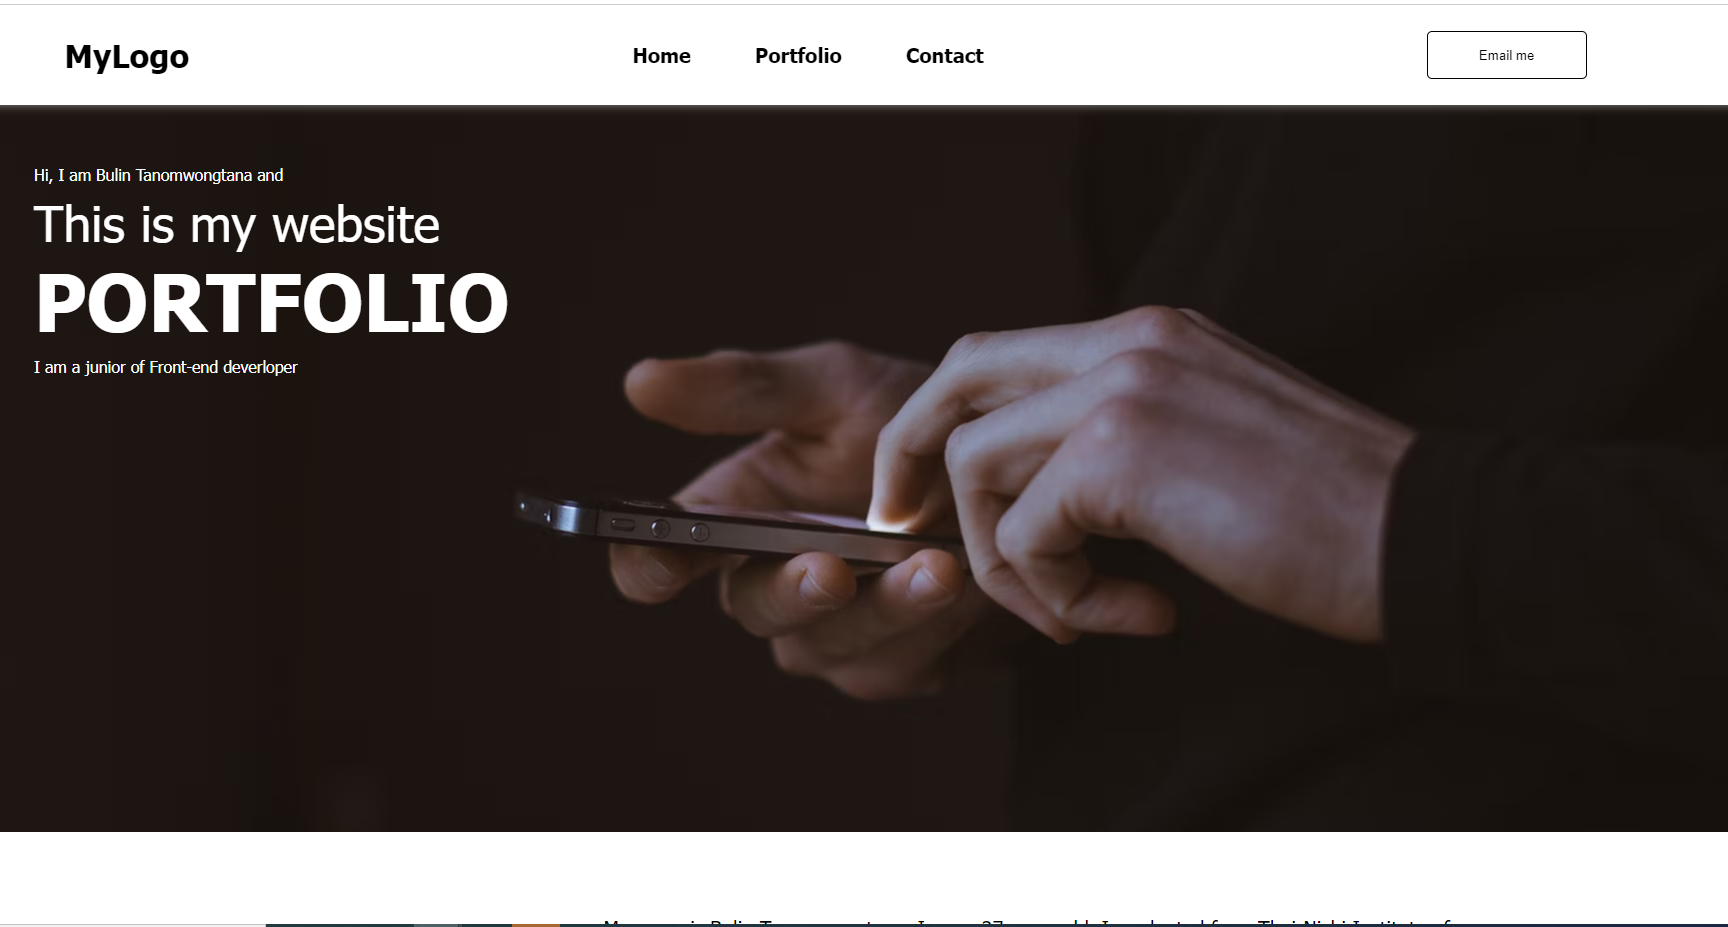 MyLogo
Home Portfolio Contact
Email me
Hi, I am Bulin Tanomwongtana and
This is my website
PORTFOLIO
I am a junior of Front-end deverloper